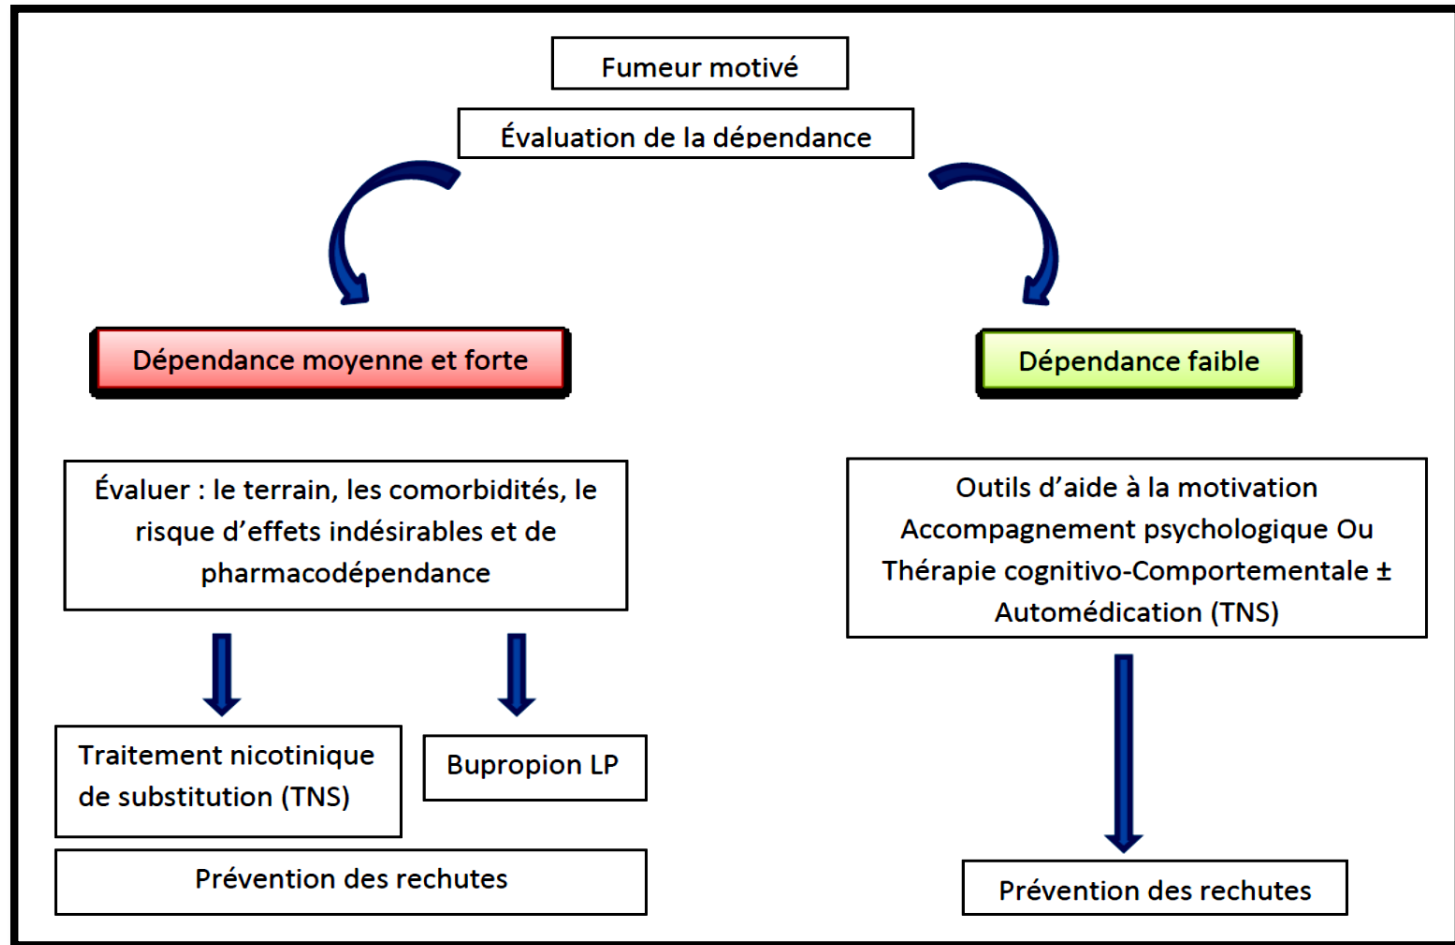 Fumeur motivé
Évaluation de la dépendance
Dépendance moyenne et forte
Évaluer : le terrain, les comorbidités, le
risque d’effets indésirables et de
pharmacodépendance
Traitement nicotinique
de substitution (TNS)
Bupropion LP
Prévention des rechutes
Dépendance faible
Outils d’aide à la motivation
Accompagnement psychologique Ou
Thérapie cognitivo-Comportementale ±
Automédication (TNS)
Prévention des rechutes